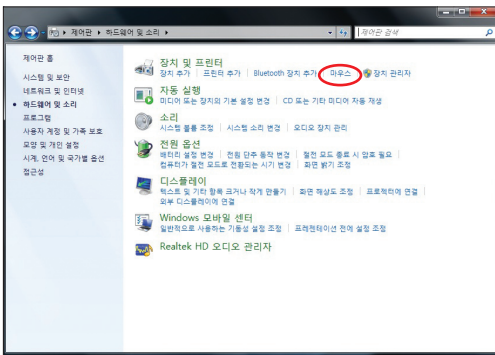 제어판 ▸ 하드웨어 및 소리 ▸
제어판 검색
제어판 홈
시스템 및 보안
네트워크 및 인터넷
하드웨어 및 소리
프로그램
사용자 계정 및 가족 보호
모양 및 개인 설정
시계, 언어 및 국가별 옵션
접근성
장치 및 프린터
장치 추가 | 프린터 추가 | Bluetooth 장치 추가 | 마우스 | 장치 관리자
자동 실행
미디어 또는 장치의 기본 설정 변경 | CD 또는 기타 미디어 자동 재생
소리
시스템 볼륨 조정 | 시스템 소리 변경 | 오디오 장치 관리
전원 옵션
배터리 설정 변경 | 전원 단추 동작 변경 | 절전 모드 종료 시 암호 필요 |
컴퓨터가 절전 모드로 전환되는 시기 변경 | 화면 밝기 조정
디스플레이
텍스트 및 기타 항목 크거나 작게 만들기 | 화면 해상도 조정 | 프로젝터에 연결 |
외부 디스플레이에 연결
Windows 모바일 센터
일반적으로 사용하는 기동성 설정 조정 | 프레젠테이션 전에 설정 조정
Realtek HD 오디오 관리자